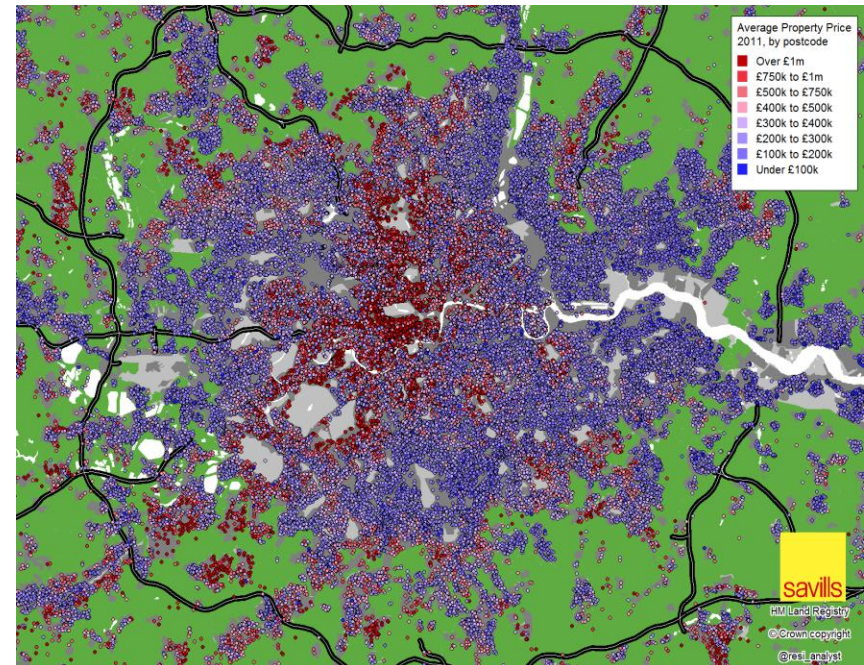 Average Property Price
2011, by postcode
Over £1m
£750k to £1m
£500k to £750k
£400k to £500k
£300k to £400k
£200k to £300k
£100k to £200k
Under £100k
savills
HM Land Registry
© Crown copyright
@resi_analyst